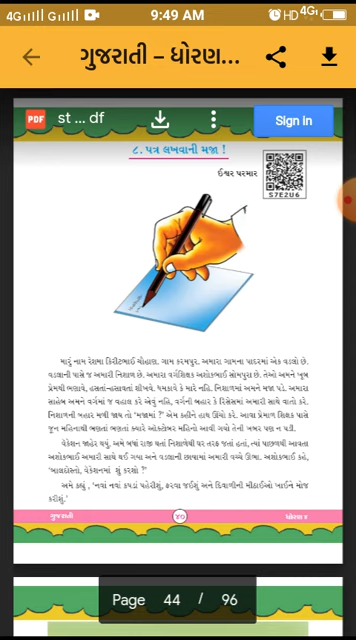 4G G 9:49 AM HD 4G
ગુજરાતી – ધોરણ...
PDF st ... df Sign in
૮. પત્ર લખવાની મજા !
ઈશ્વર પરમાર
S7E2U6
મારું નામ રેશમા કિરીટભાઈ ચૌહાણ. ગામ કરમપુર. અમારા ગામના પાદરમાં એક વડલો છે.
વડલાની પાસે જ અમારી નિશાળ છે. અમારા વર્ગશિક્ષક અશોકભાઈ સોમપુરા છે. તેઓ અમને ખૂબ
પ્રેમથી ભણાવે, હસતાં-હસાવતાં શીખવે. ધમકાવે કે મારે નહિ. નિશાળમાં અમને મજા પડે. અમારા
સાહેબ અમને વર્ગમાં જ વહાલ કરે એવું નહિ, વર્ગની બહાર કે રિસેસમાં અમારી સાથે વાતો કરે.
નિશાળની બહાર મળી જાય તો ‘મજામાં ?’ એમ કહીને હાથ ઊંચો કરે. આવા પ્રેમાળ શિક્ષક પાસે
જૂન મહિનાથી ભણતાં ભણતાં ક્યારે ઑક્ટોબર મહિનો આવી ગયો તેની ખબર પણ ન પડી.
વેકેશન જાહેર થયું. અમે બધાં રાજી થતાં નિશાળેથી ઘર તરફ જતાં હતાં, ત્યાં પાછળથી આવતા
અશોકભાઈ અમારી સાથે થઈ ગયા અને વડલાની છાયામાં અમારી વચ્ચે ઊભા. અશોકભાઈ કહે,
‘બાલદોસ્તો, વેકેશનમાં શું કરશો ?’
અમે કહ્યું, ‘નવાં નવાં કપડાં પહેરીશું, ફરવા જઈશું અને દિવાળીની મીઠાઈઓ ખાઈને મોજ
કરીશું.’
ગુજરાતી ૪૦ ધોરણ ૪
Page 44 / 96